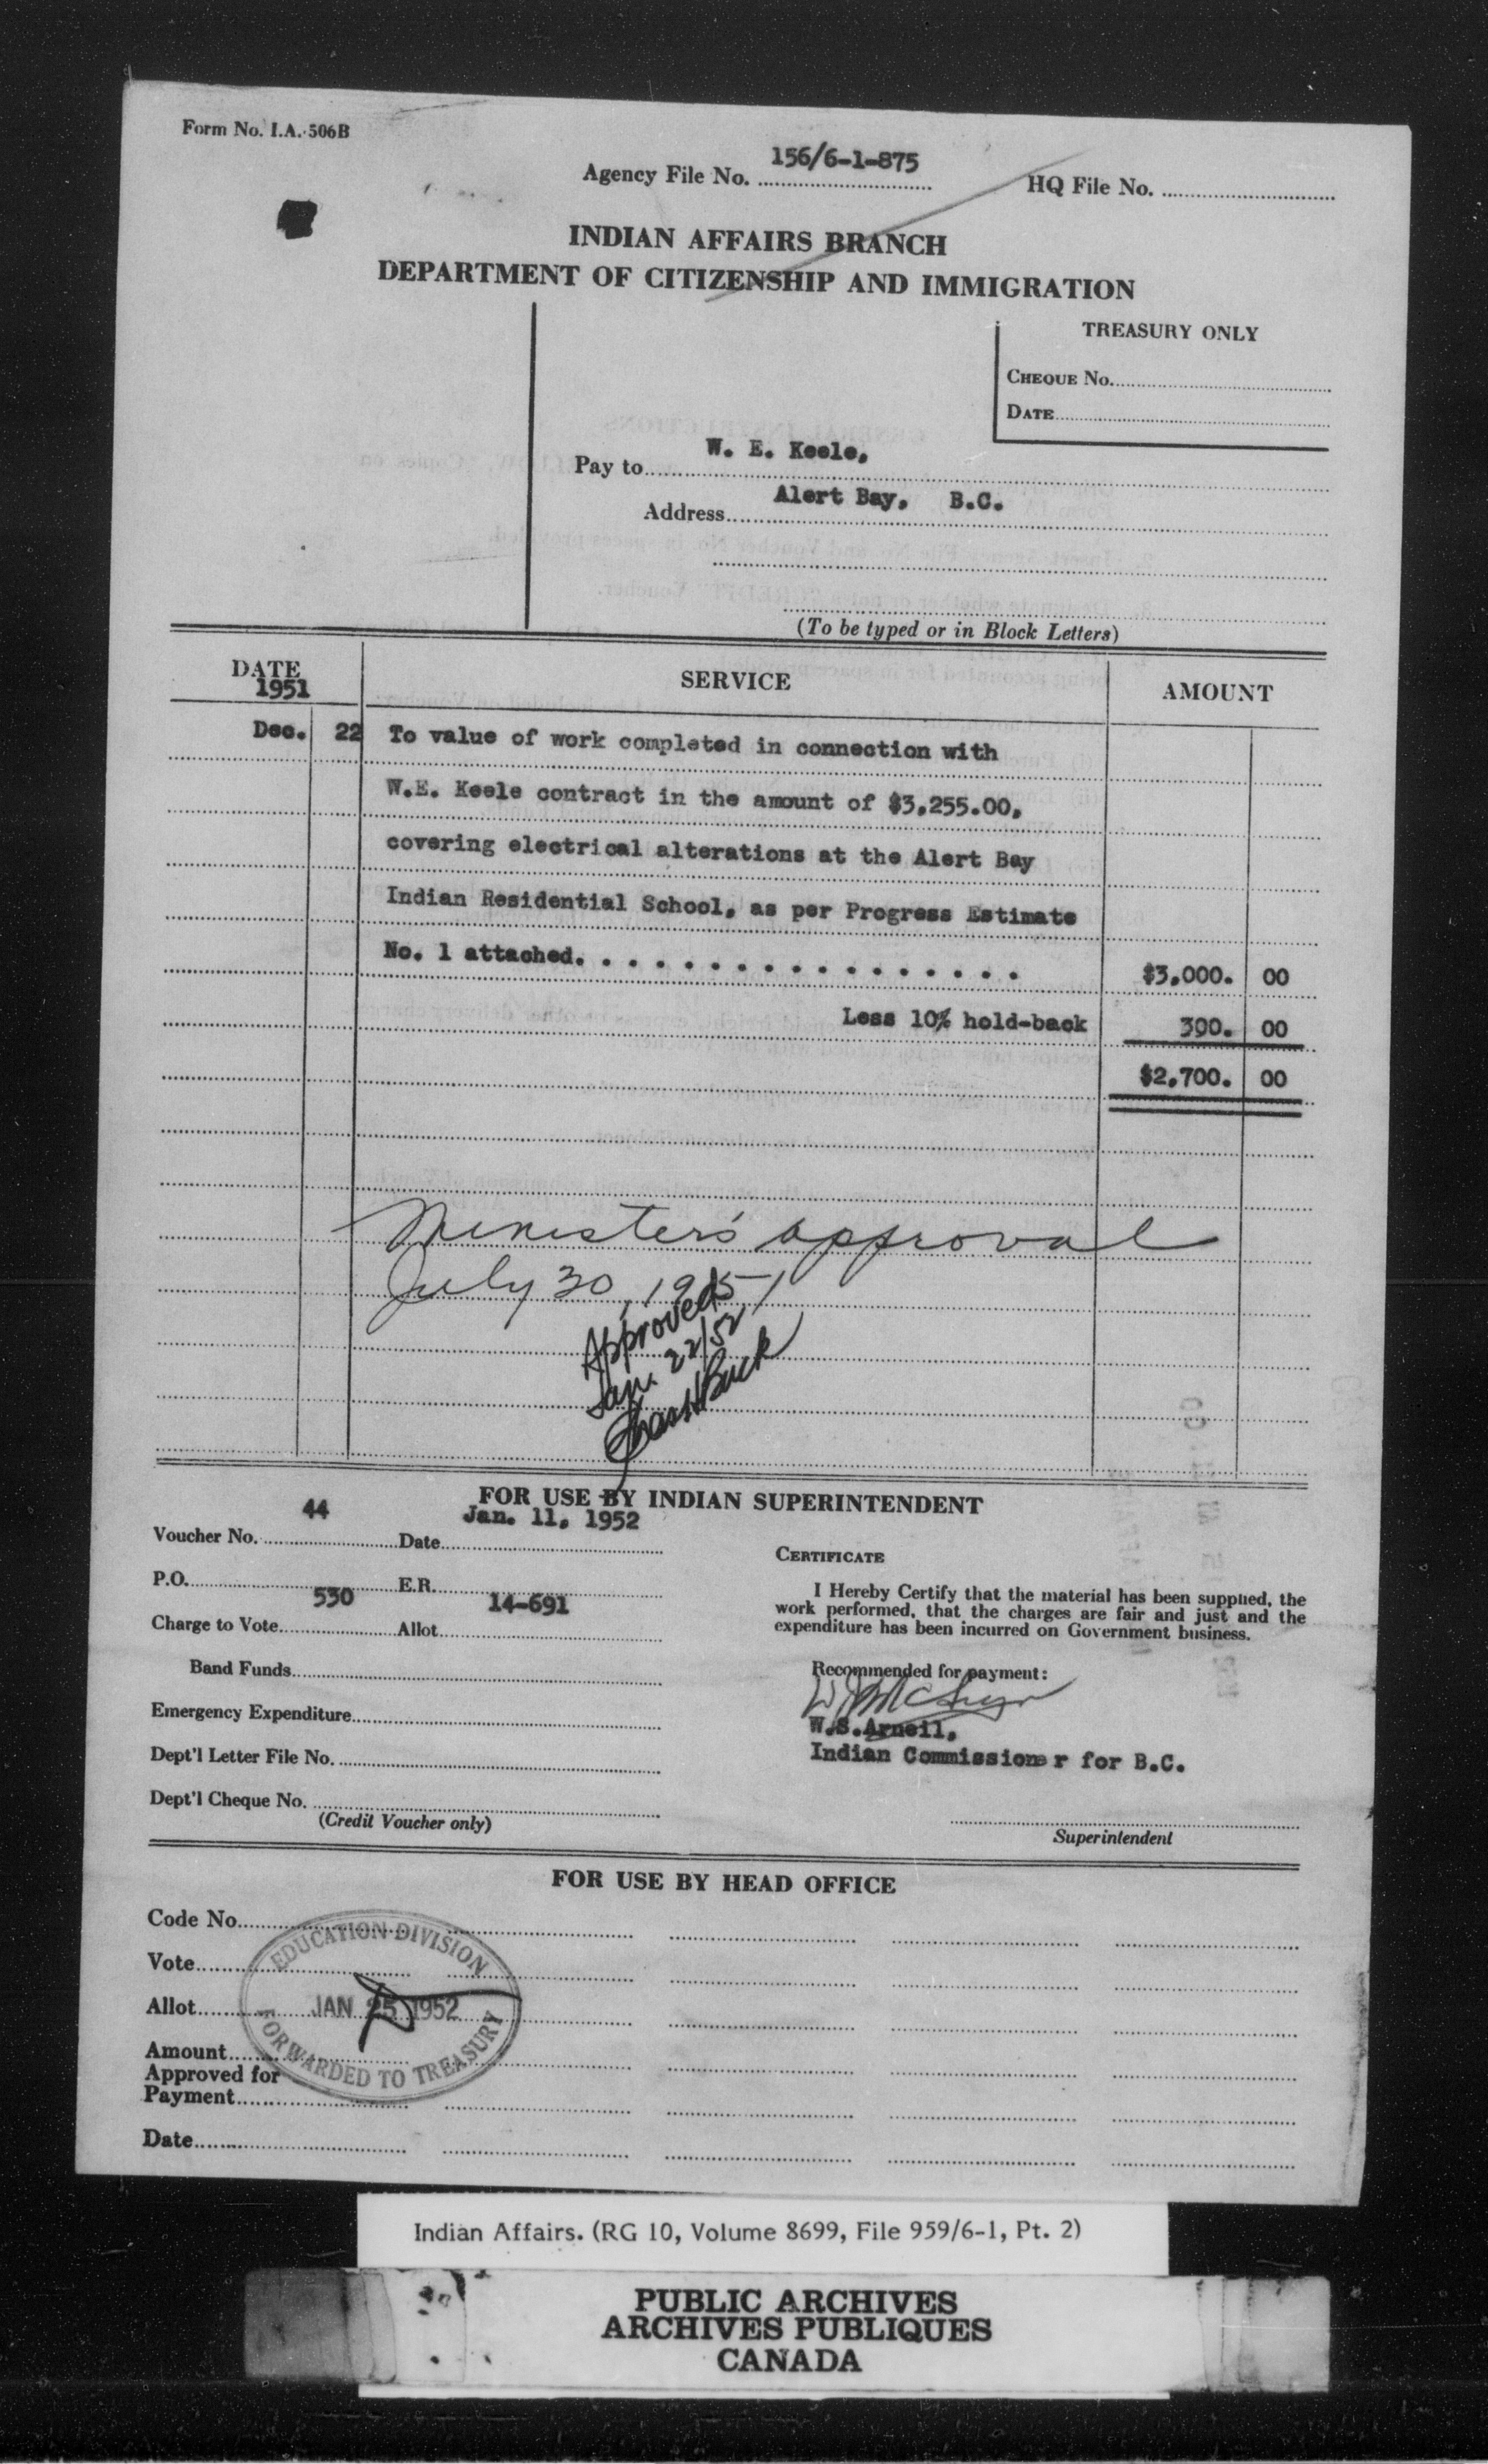 Form No. I.A. 506B
Agency File No. 156/6-1-875
HQ File No.
INDIAN AFFAIRS BRANCH
DEPARTMENT OF CITIZENSHIP AND IMMIGRATION
TREASURY ONLY
CHEQUE No.
DATE
Pay to W. E. Keele,
Address Alert Bay, B.C.
(To be typed or in Block Letters)
DATE SERVICE AMOUNT
1951
Dec. 22 To value of work completed in connection with
W.E. Keele contract in the amount of $3,255.00,
covering electrical alterations at the Alert Bay
Indian Residential School, as per Progress Estimate
No. 1 attached. . . . . . . . . . . . . . . . . . $3,000. 00
Less 10% hold-back 300. 00
$2,700. 00
Minister's approval
July 30, 1951
Approved
Jan. 22/52
FOR USE BY INDIAN SUPERINTENDENT
Voucher No. 44 Date Jan. 11, 1952
P.O. E.R.
Charge to Vote 530 Allot. 14-691
Band Funds
Emergency Expenditure
Dept'l Letter File No.
Dept'l Cheque No.
(Credit Voucher only)
CERTIFICATE
I Hereby Certify that the material has been supplied, the
work performed, that the charges are fair and just and the
expenditure has been incurred on Government business.
Recommended for payment:
W.S.Arneil,
Indian Commissioner for B.C.
Superintendent
FOR USE BY HEAD OFFICE
Code No.
Vote
Allot.
Amount
Approved for
Payment
Date
EDUCATION DIVISION
JAN 25 1952
FORWARDED TO TREASURY
Indian Affairs. (RG 10, Volume 8699, File 959/6-1, Pt. 2)
PUBLIC ARCHIVES
ARCHIVES PUBLIQUES
CANADA